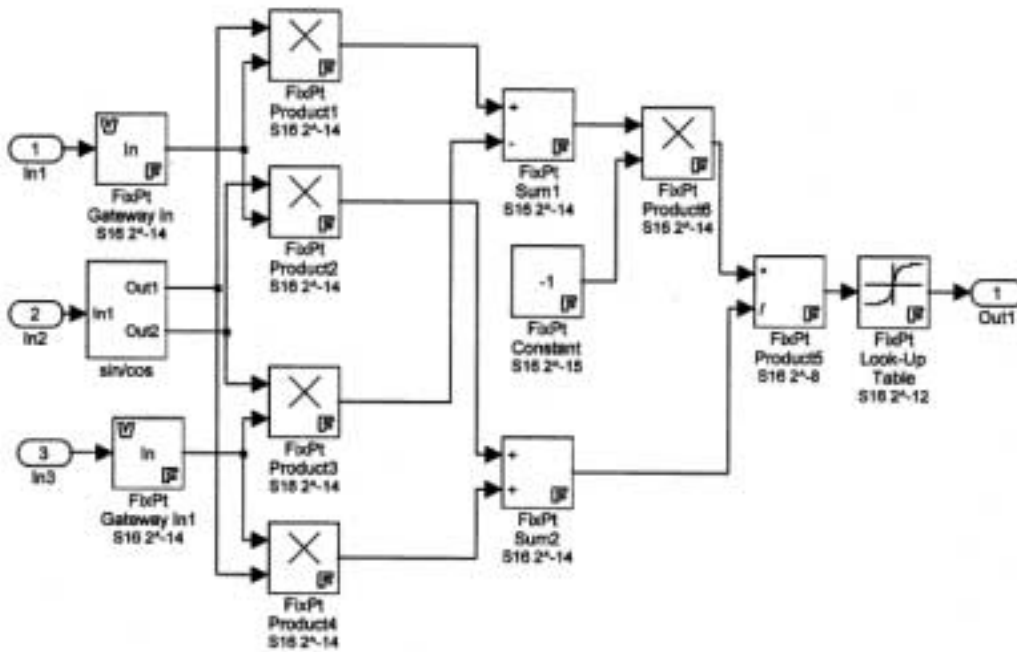 1
In1
In
FixPt
Gateway In
S16 2^-14
2
In2
In1
Out1
Out2
sin/cos
3
In3
In
FixPt
Gateway In1
S16 2^-14
FixPt
Product1
S16 2^-14
FixPt
Product2
S16 2^-14
FixPt
Product3
S16 2^-14
FixPt
Product4
S16 2^-14
+
-
FixPt
Sum1
S16 2^-14
-1
FixPt
Constant
S16 2^-15
+
+
FixPt
Sum2
S16 2^-14
FixPt
Product6
S16 2^-14
*
/
FixPt
Product5
S16 2^-8
FixPt
Look-Up
Table
S16 2^-12
1
Out1